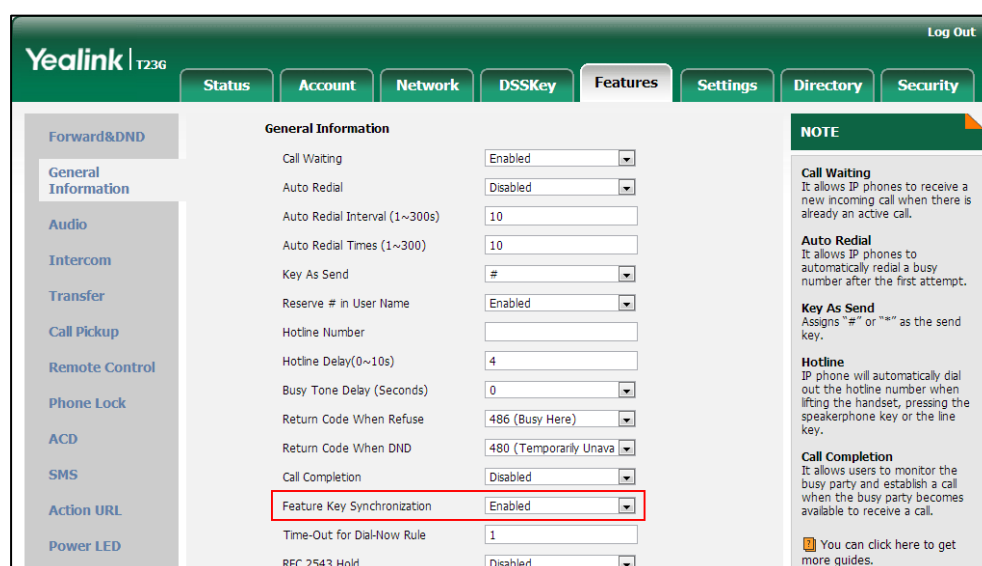 Log Out
Yealink T23G
Status Account Network DSSKey Features Settings Directory Security
Forward&DND
General
Information
Audio
Intercom
Transfer
Call Pickup
Remote Control
Phone Lock
ACD
SMS
Action URL
Power LED
General Information
Call Waiting Enabled
Auto Redial Disabled
Auto Redial Interval (1~300s) 10
Auto Redial Times (1~300) 10
Key As Send #
Reserve # in User Name Enabled
Hotline Number
Hotline Delay(0~10s) 4
Busy Tone Delay (Seconds) 0
Return Code When Refuse 486 (Busy Here)
Return Code When DND 480 (Temporarily Unava
Call Completion Disabled
Feature Key Synchronization Enabled
Time-Out for Dial-Now Rule 1
RFC 2543 Hold Disabled
NOTE
Call Waiting
It allows IP phones to receive a
new incoming call when there is
already an active call.
Auto Redial
It allows IP phones to
automatically redial a busy
number after the first attempt.
Key As Send
Assigns "#" or "*" as the send
key.
Hotline
IP phone will automatically dial
out the hotline number when
lifting the handset, pressing the
speakerphone key or the line
key.
Call Completion
It allows users to monitor the
busy party and establish a call
when the busy party becomes
available to receive a call.
You can click here to get
more guides.